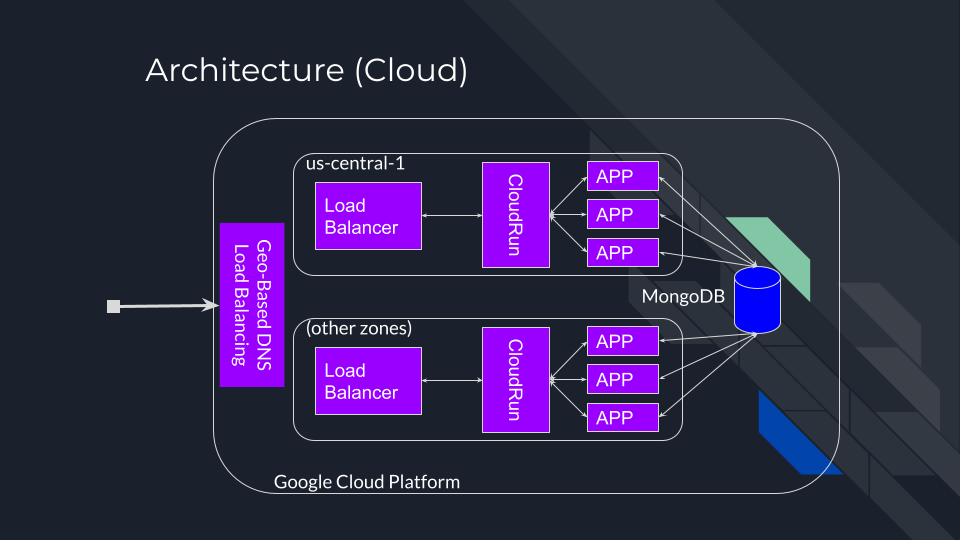 Architecture (Cloud)
us-central-1
Load
Balancer
CloudRun
APP
APP
APP
Geo-Based DNS
Load Balancing
MongoDB
(other zones)
Load
Balancer
CloudRun
APP
APP
APP
Google Cloud Platform